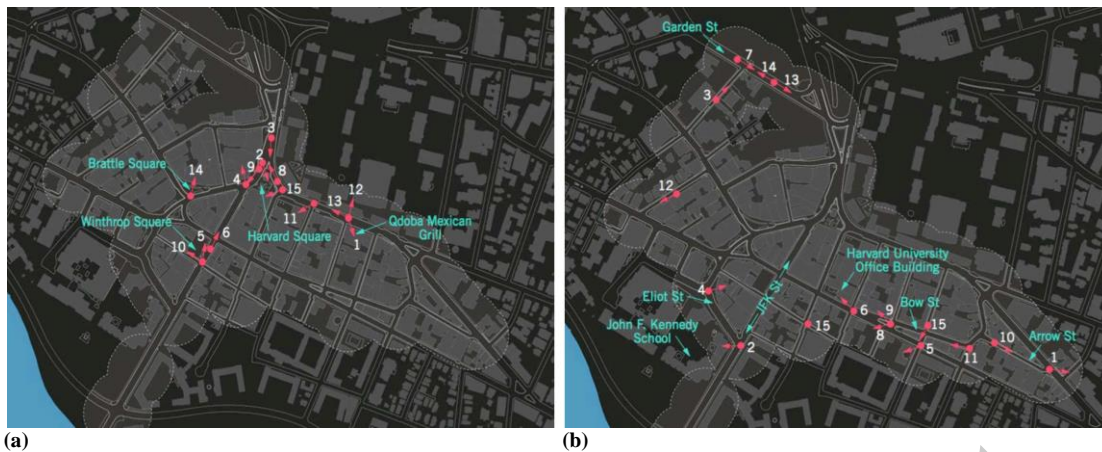 3
2
9
8
Brattle Square
14
4
15
12
13
11
Qdoba Mexican
Grill
Winthrop Square
6
5
Harvard Square
10
1
(a)
Garden St
7
14
13
3
12
Harvard University
Office Building
JFK St
4
Eliot St
Bow St
6
9
15
15
8
John F. Kennedy
School
10
Arrow St
2
5
11
1
(b)